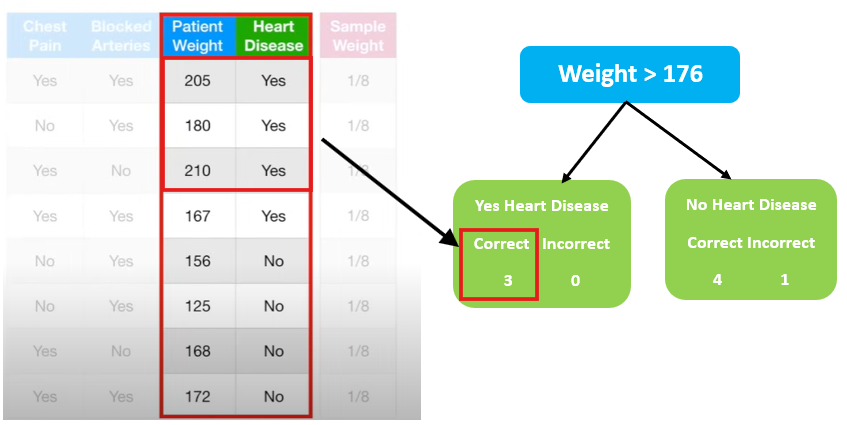 Chest Pain Blocked Arteries Patient Weight Heart Disease Sample Weight
Yes Yes 205 Yes 1/8
No Yes 180 Yes 1/8
Yes No 210 Yes 1/8
Yes Yes 167 Yes 1/8
No Yes 156 No 1/8
No Yes 125 No 1/8
Yes No 168 No 1/8
Yes Yes 172 No 1/8
Weight > 176
Yes Heart Disease
Correct Incorrect
3 0
No Heart Disease
Correct Incorrect
4 1